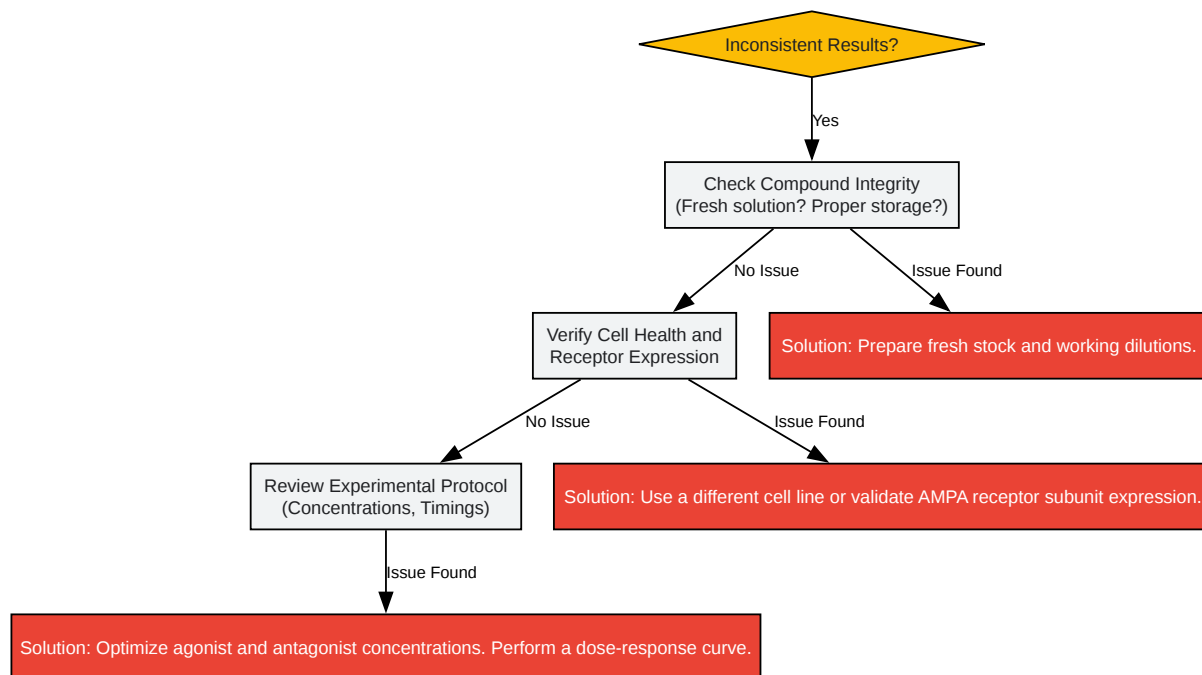 Inconsistent Results?
Yes
Check Compound Integrity
(Fresh solution? Proper storage?)
No Issue
Issue Found
Verify Cell Health and
Receptor Expression
Solution: Prepare fresh stock and working dilutions.
No Issue
Issue Found
Review Experimental Protocol
(Concentrations, Timings)
Solution: Use a different cell line or validate AMPA receptor subunit expression.
Issue Found
Solution: Optimize agonist and antagonist concentrations. Perform a dose-response curve.